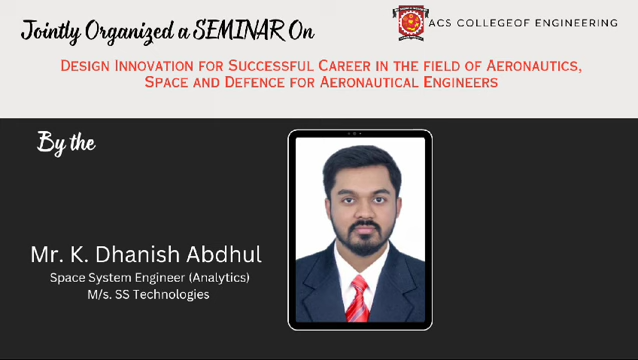 Jointly Organized a SEMINAR On
ACS COLLEGEOF ENGINEERING
DESIGN INNOVATION FOR SUCCESSFUL CAREER IN THE FIELD OF AERONAUTICS,
SPACE AND DEFENCE FOR AERONAUTICAL ENGINEERS
By the
Mr. K. Dhanish Abdhul
Space System Engineer (Analytics)
M/s. SS Technologies